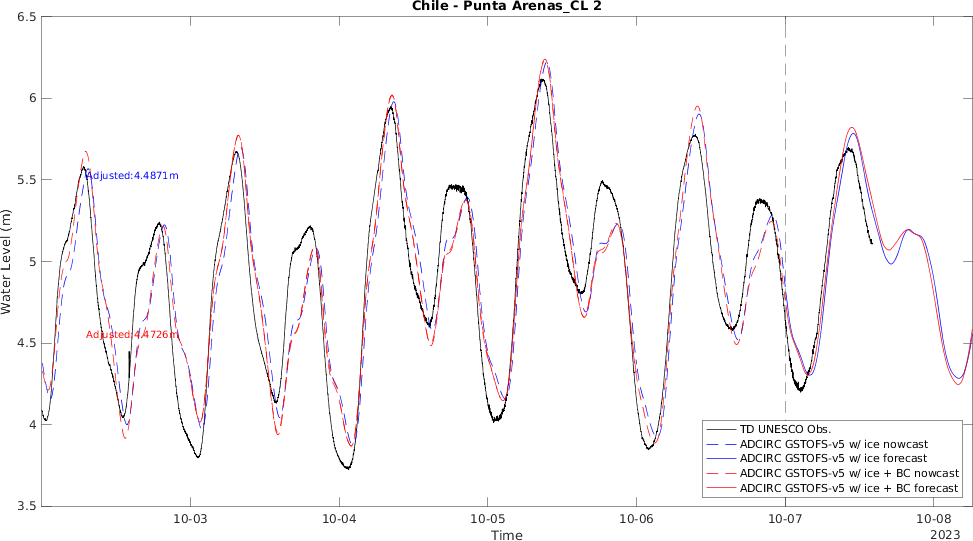 Chile - Punta Arenas_CL 2
6.5
6
5.5
5
4.5
4
3.5
Water Level (m)
Adjusted:4.4871m
Adjusted:4.4726m
TD UNESCO Obs.
ADCIRC GSTOFS-v5 w/ ice nowcast
ADCIRC GSTOFS-v5 w/ ice forecast
ADCIRC GSTOFS-v5 w/ ice + BC nowcast
ADCIRC GSTOFS-v5 w/ ice + BC forecast
10-03 10-04 10-05 10-06 10-07 10-08
Time 2023